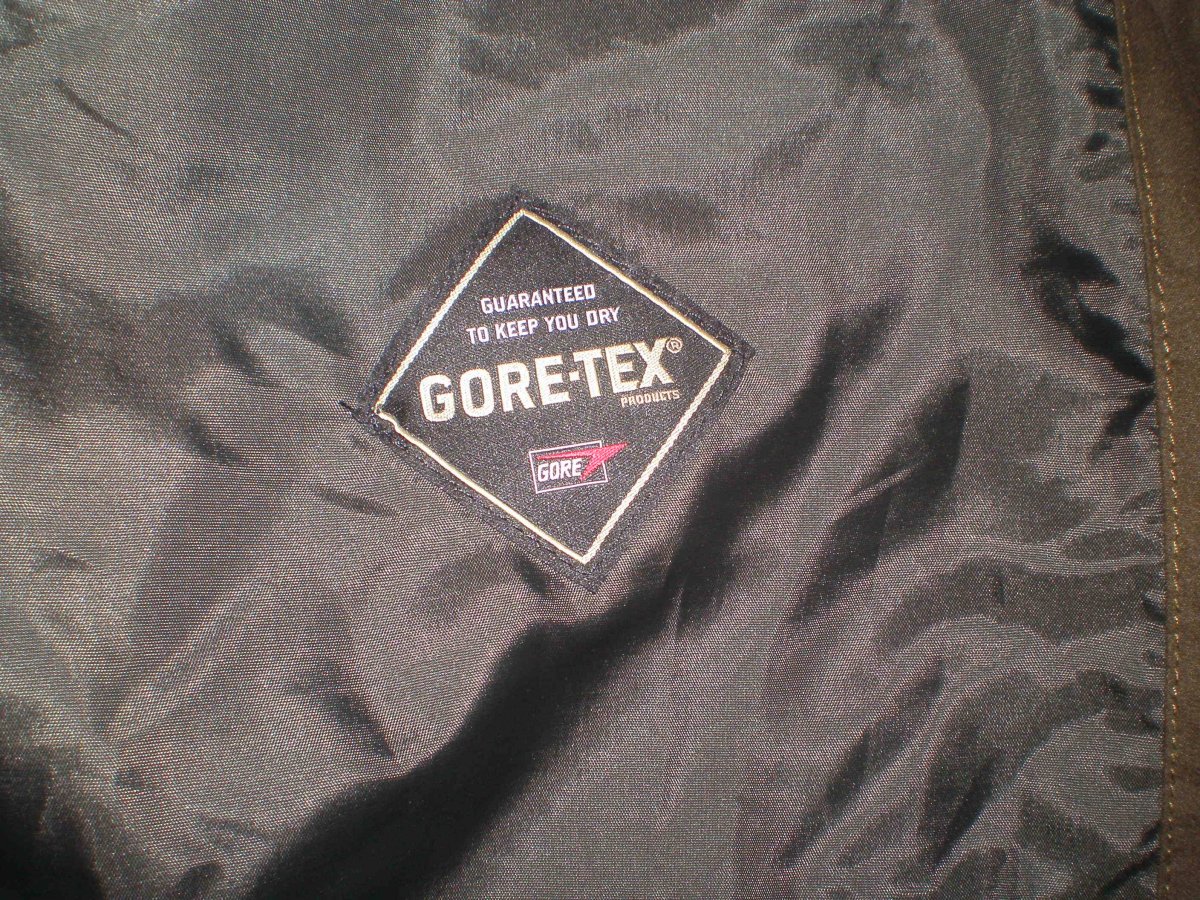 GUARANTEED
TO KEEP YOU DRY
GORE-TEX®
PRODUCTS
GORE